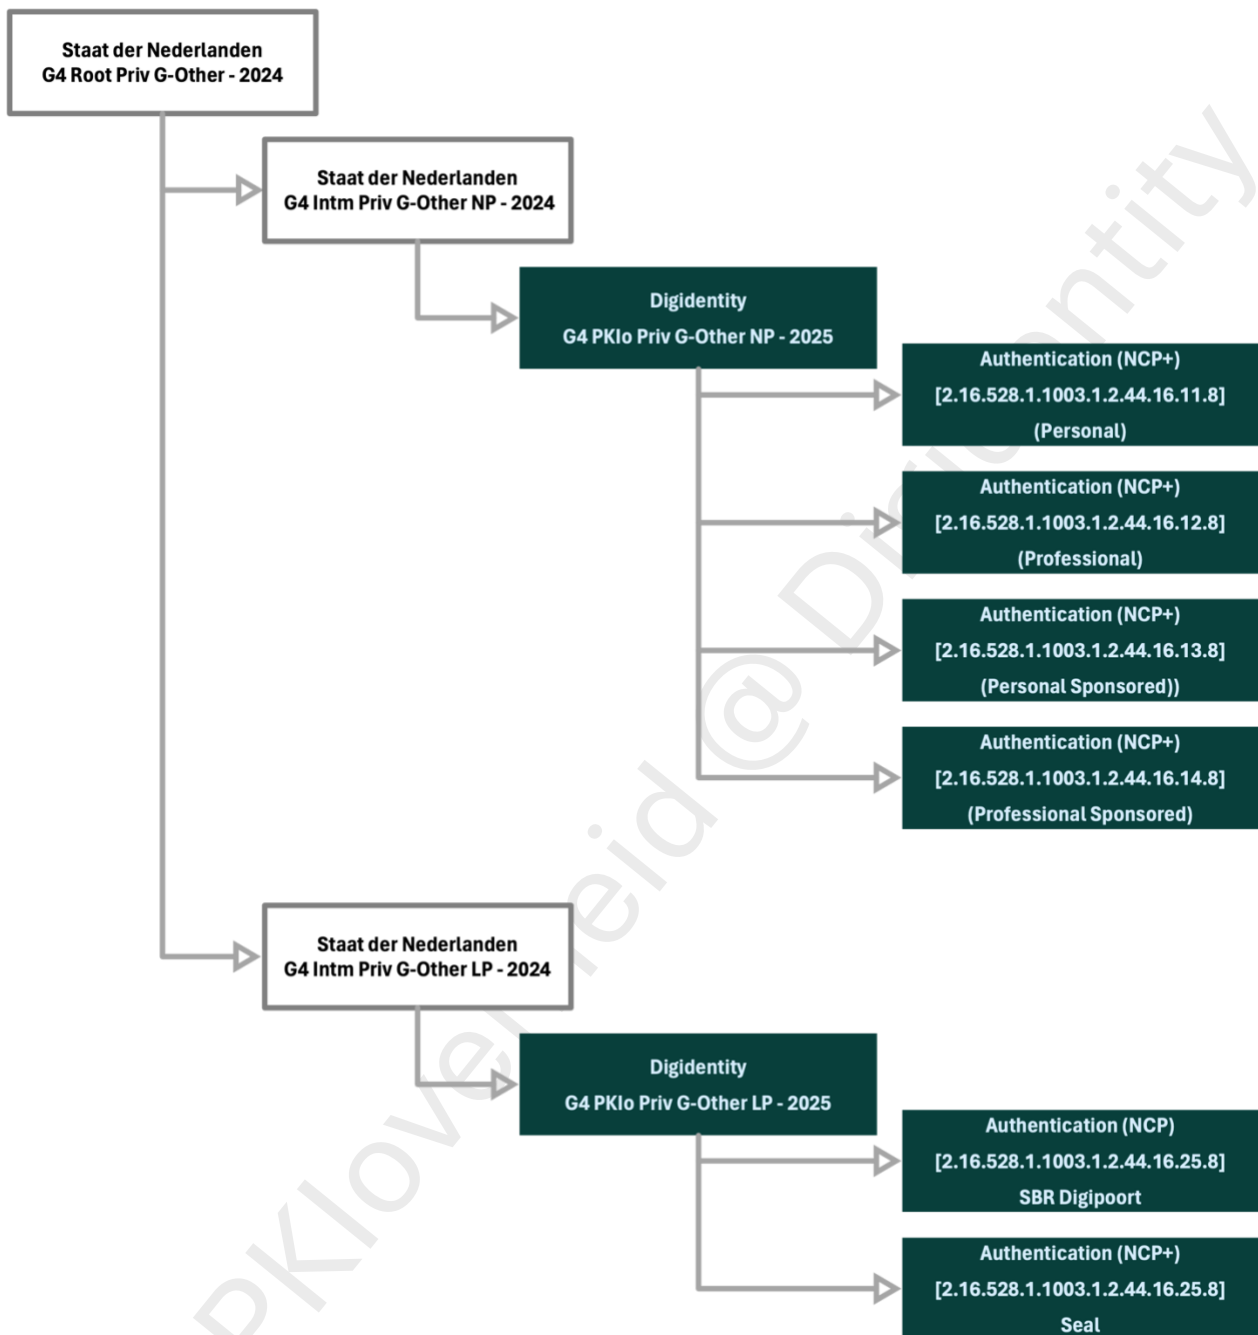 Staat der Nederlanden
G4 Root Priv G-Other - 2024
Staat der Nederlanden
G4 Intm Priv G-Other NP - 2024
Digidentity
G4 PKIo Priv G-Other NP - 2025
Authentication (NCP+)
[2.16.528.1.1003.1.2.44.16.11.8]
(Personal)
Authentication (NCP+)
[2.16.528.1.1003.1.2.44.16.12.8]
(Professional)
Authentication (NCP+)
[2.16.528.1.1003.1.2.44.16.13.8]
(Personal Sponsored))
Authentication (NCP+)
[2.16.528.1.1003.1.2.44.16.14.8]
(Professional Sponsored)
Staat der Nederlanden
G4 Intm Priv G-Other LP - 2024
Digidentity
G4 PKIo Priv G-Other LP - 2025
Authentication (NCP)
[2.16.528.1.1003.1.2.44.16.25.8]
SBR Digipoort
Authentication (NCP+)
[2.16.528.1.1003.1.2.44.16.25.8]
Seal
PKIoverheid @ Digidentity